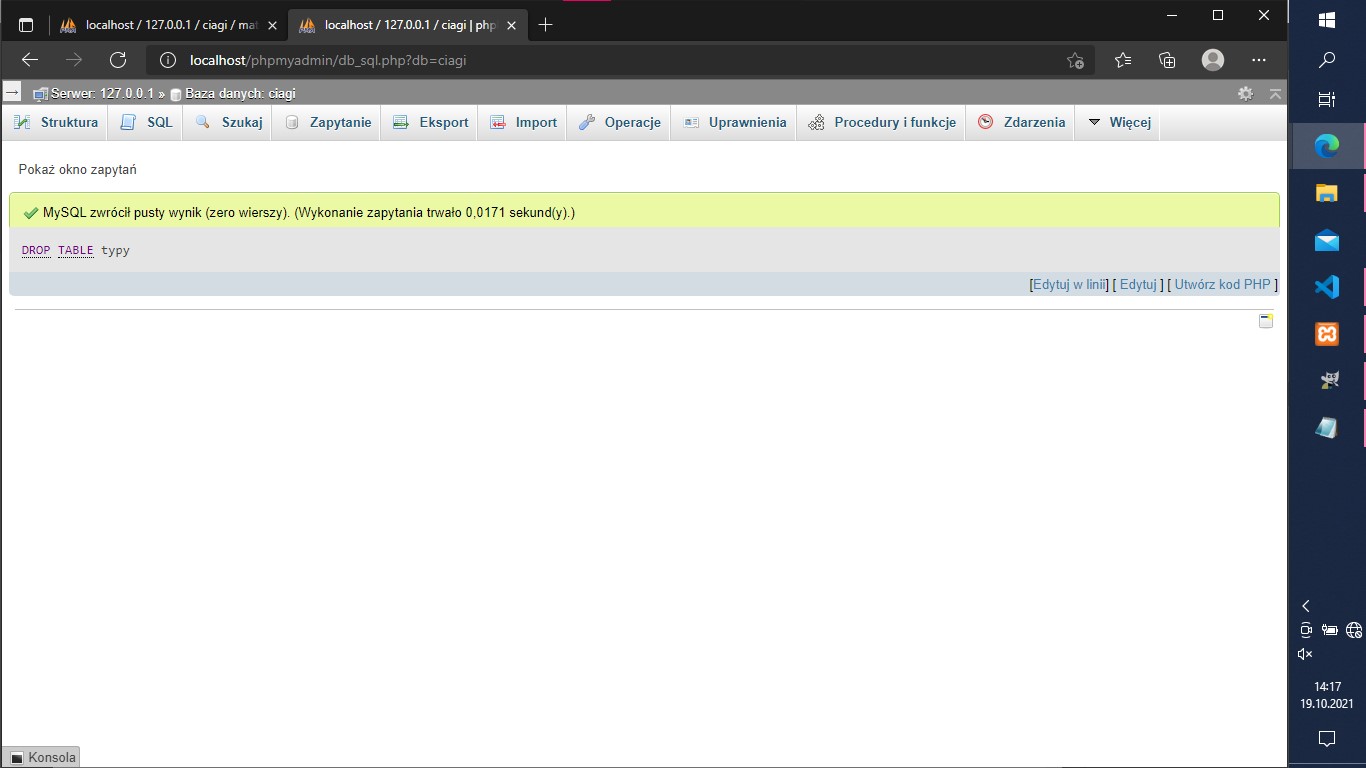 localhost / 127.0.0.1 / ciagi / mat
localhost / 127.0.0.1 / ciagi | php
localhost/phpmyadmin/db_sql.php?db=ciagi
Serwer: 127.0.0.1 » Baza danych: ciagi
Struktura SQL Szukaj Zapytanie Eksport Import Operacje Uprawnienia Procedury i funkcje Zdarzenia Więcej
Pokaż okno zapytań
MySQL zwrócił pusty wynik (zero wierszy). (Wykonanie zapytania trwało 0,0171 sekund(y).)
DROP TABLE typy
[Edytuj w linii] [ Edytuj ] [ Utwórz kod PHP ]
14:17
19.10.2021
Konsola